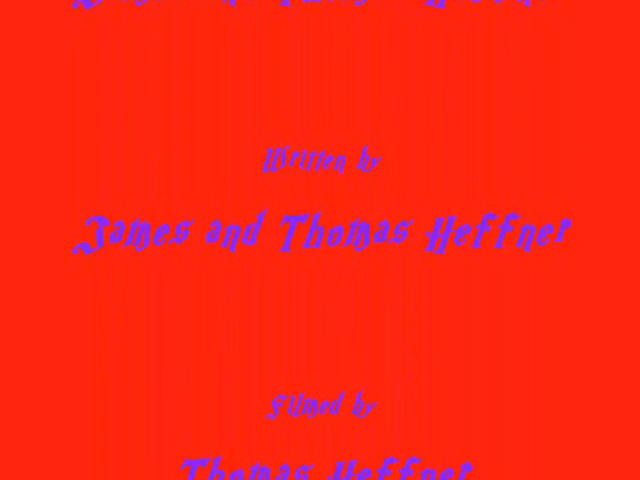 Written by
James and Thomas Heffner
Filmed by
Thomas Heffner